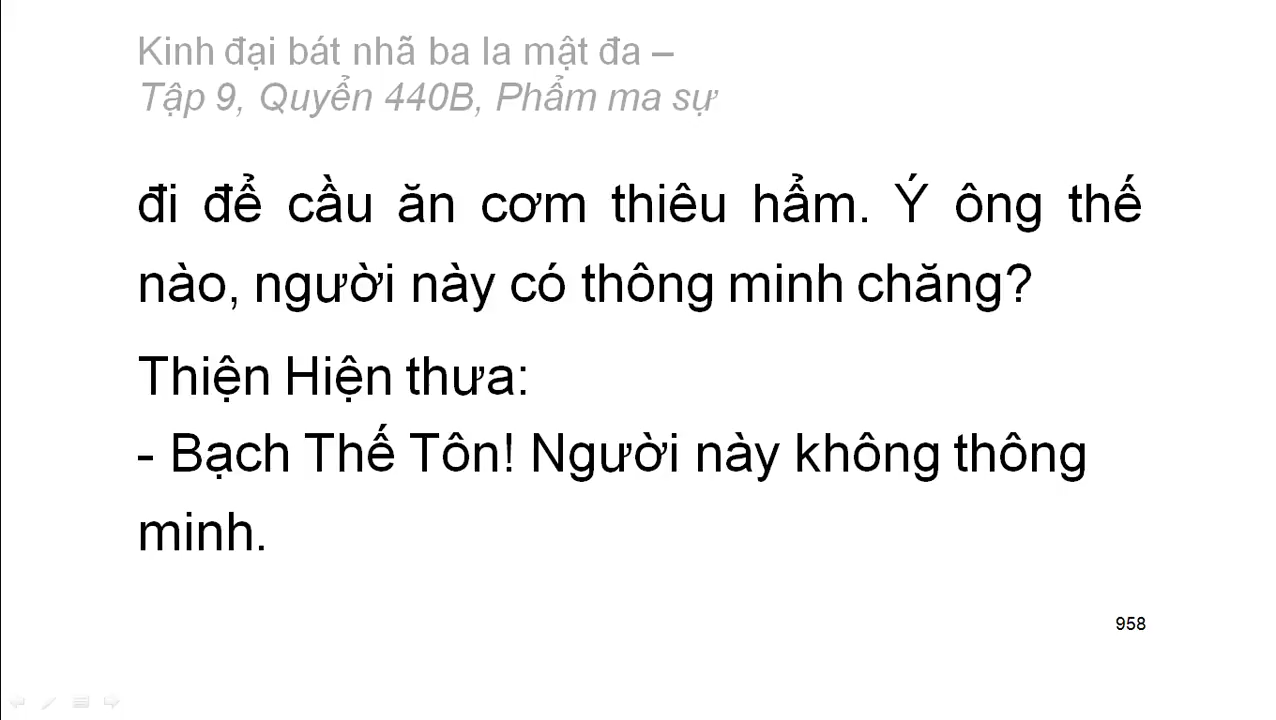 Kinh đại bát nhã ba la mật đa –
Tập 9, Quyển 440B, Phẩm ma sự
đi để cầu ăn cơm thiêu hẩm. Ý ông thế
nào, người này có thông minh chăng?
Thiện Hiện thưa:
- Bạch Thế Tôn! Người này không thông
minh.
958